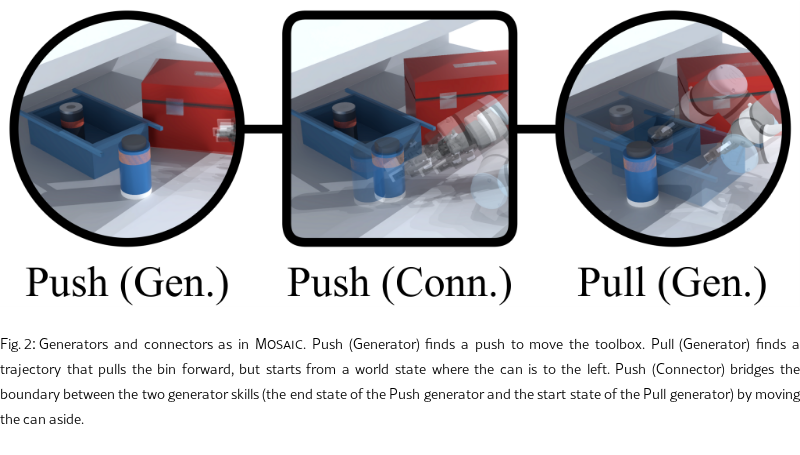 Push (Gen.) Push (Conn.) Pull (Gen.)
Fig. 2: Generators and connectors as in MOSAIC. Push (Generator) finds a push to move the toolbox. Pull (Generator) finds a
trajectory that pulls the bin forward, but starts from a world state where the can is to the left. Push (Connector) bridges the
boundary between the two generator skills (the end state of the Push generator and the start state of the Pull generator) by moving
the can aside.